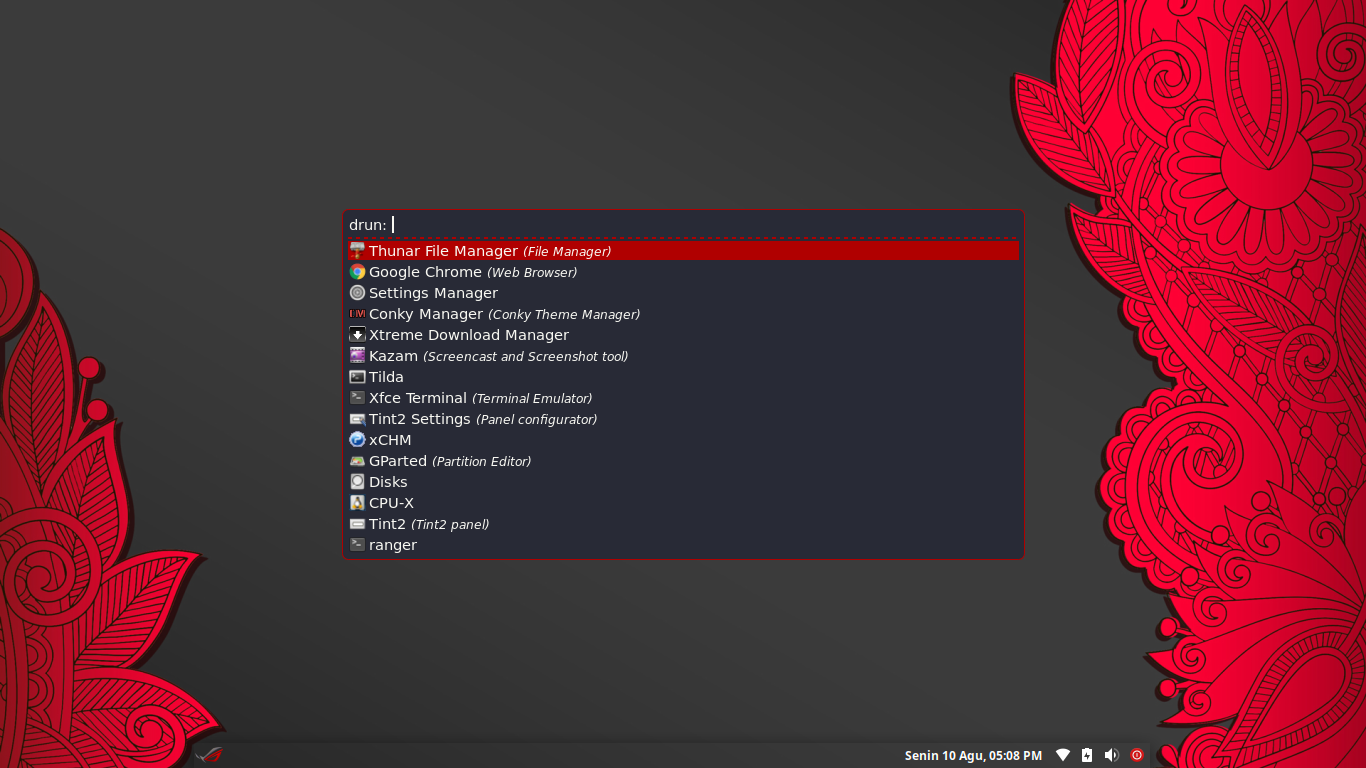 drun:
Thunar File Manager (File Manager)
Google Chrome (Web Browser)
Settings Manager
Conky Manager (Conky Theme Manager)
Xtreme Download Manager
Kazam (Screencast and Screenshot tool)
Tilda
Xfce Terminal (Terminal Emulator)
Tint2 Settings (Panel configurator)
xCHM
GParted (Partition Editor)
Disks
CPU-X
Tint2 (Tint2 panel)
ranger
Senin 10 Agu, 05:08 PM